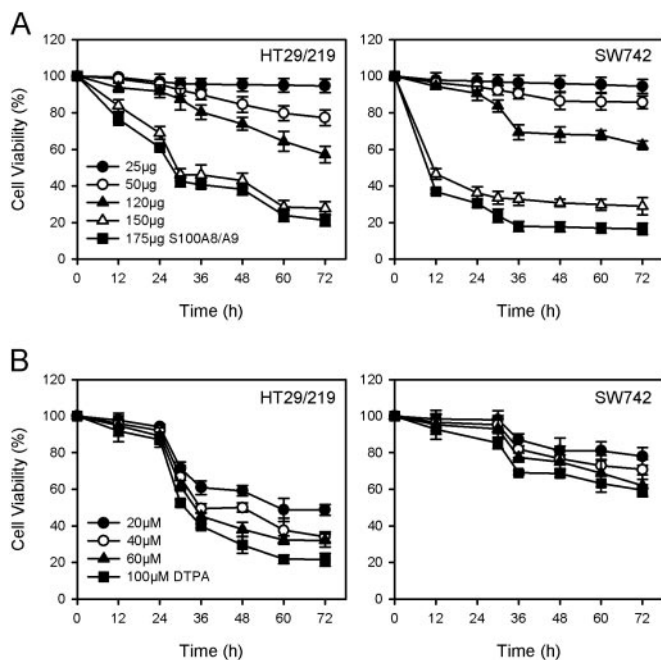 A
HT29/219
SW742
Cell Viability (%)
120
100
80
60
40
20
0
25µg
50µg
120µg
150µg
175µg S100A8/A9
0 12 24 36 48 60 72
Time (h)
120
100
80
60
40
20
0
0 12 24 36 48 60 72
Time (h)
B
HT29/219
SW742
Cell Viability (%)
120
100
80
60
40
20
0
20µM
40µM
60µM
100µM DTPA
0 12 24 36 48 60 72
Time (h)
120
100
80
60
40
20
0
0 12 24 36 48 60 72
Time (h)